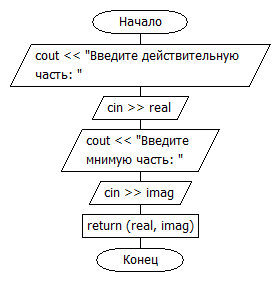 Начало
cout << "Введите действительную
часть: "
cin >> real
cout << "Введите
мнимую часть: "
cin >> imag
return (real, imag)
Конец